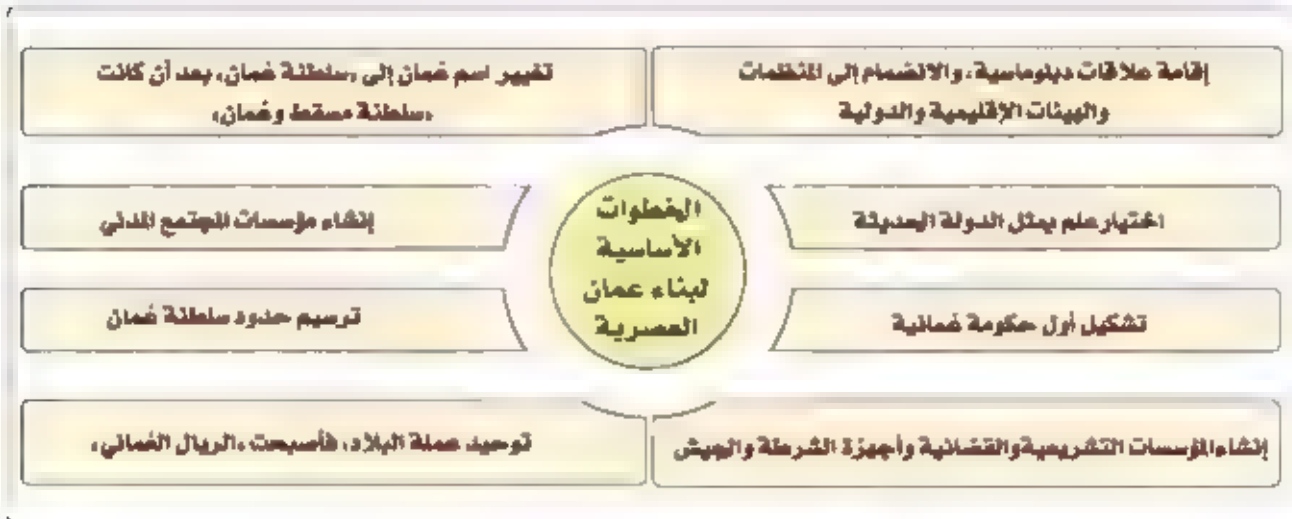 إقامة علاقات دبلوماسية، والانضمام إلى المنظمات
والهيئات الإقليمية والدولية
تغيير اسم عُمان إلى «سلطنة عُمان» بعد أن كانت
«سلطنة مسقط وعُمان»
الخطوات
الأساسية
لبناء عمان
العصرية
اختيار علم يمثل الدولة الحديثة
إنشاء مؤسسات المجتمع المدني
تشكيل أول حكومة عُمانية
ترسيم حدود سلطنة عُمان
إنشاء المؤسسات التشريعية والقضائية وأجهزة الشرطة والجيش
توحيد عملة البلاد، فأصبحت «الريال العُماني»